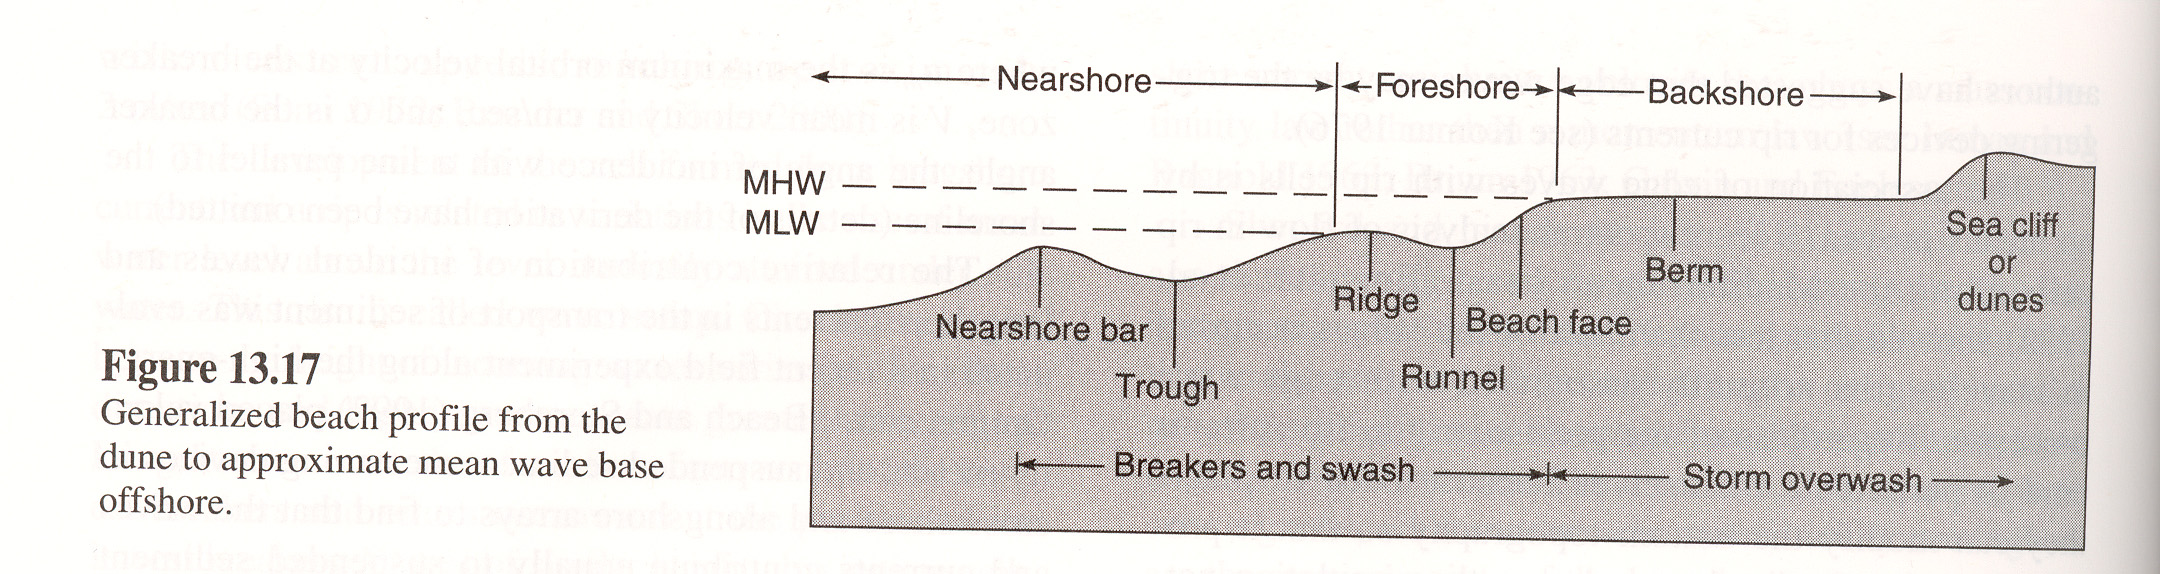 Nearshore
Foreshore
Backshore
MHW
MLW
Sea cliff
or
dunes
Berm
Ridge
Nearshore bar
Beach face
Trough
Runnel
Breakers and swash
Storm overwash
Figure 13.17
Generalized beach profile from the
dune to approximate mean wave base
offshore.